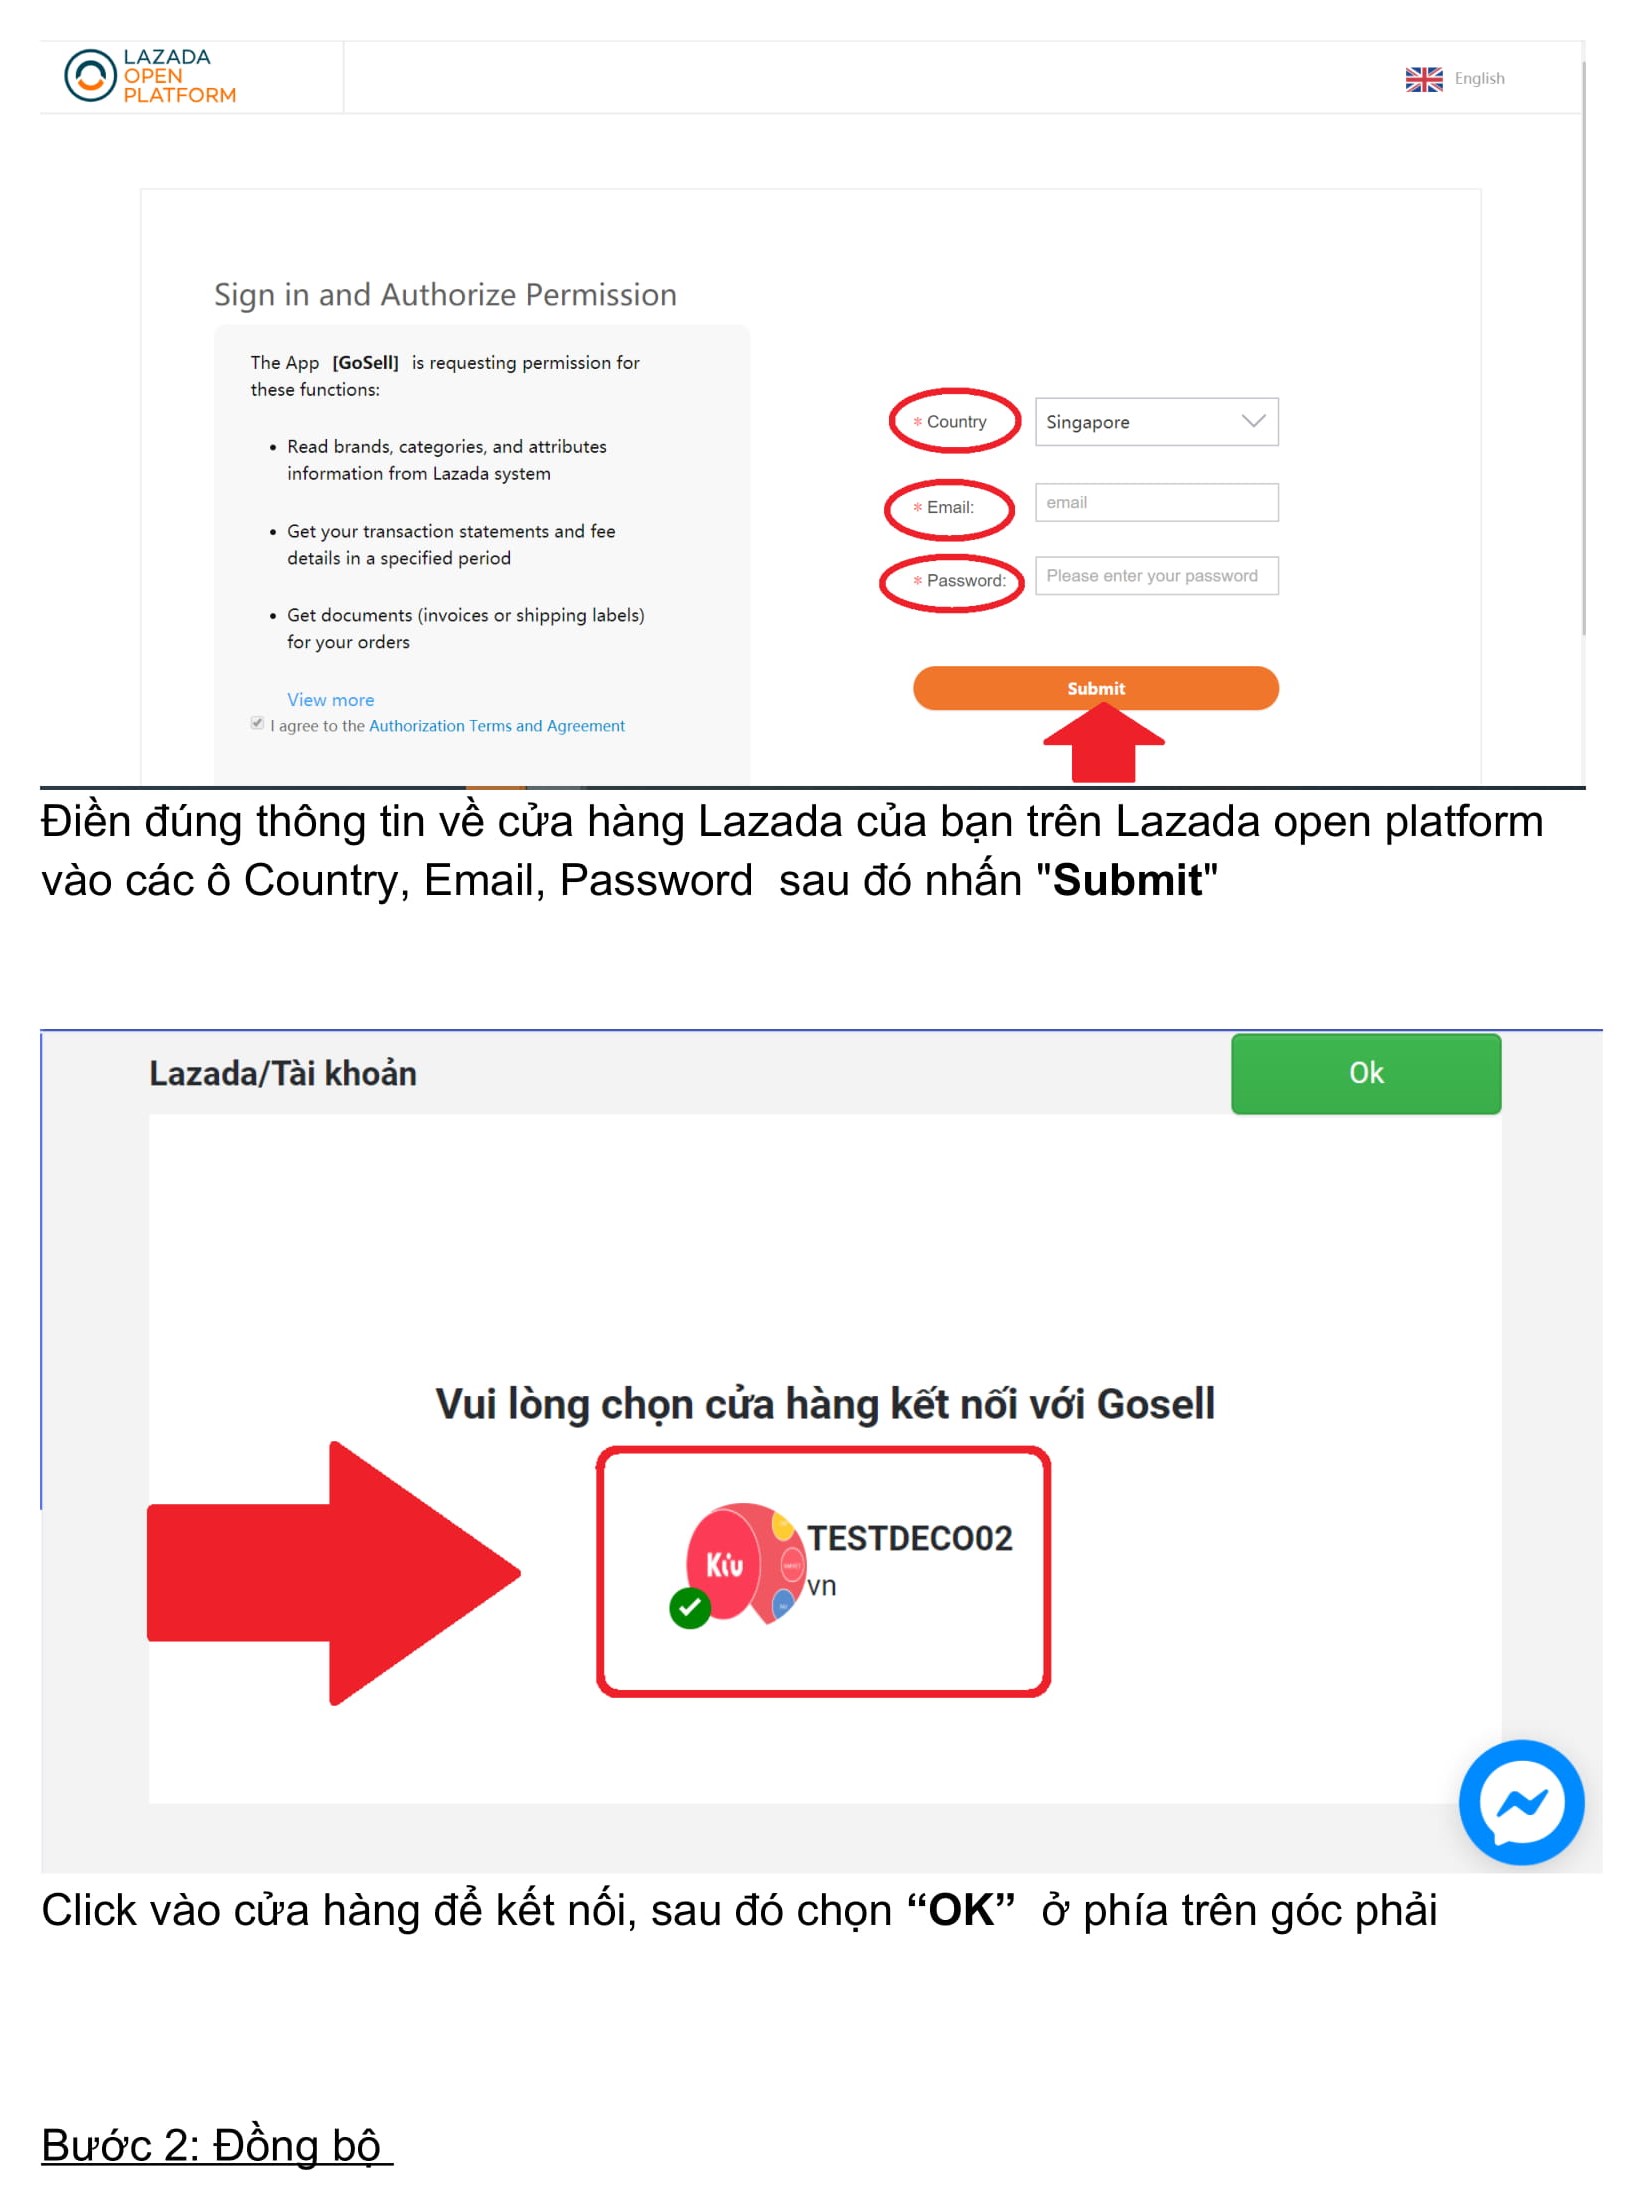 LAZADA
OPEN
PLATFORM
English
Sign in and Authorize Permission
The App [GoSell] is requesting permission for
these functions:
• Read brands, categories, and attributes
information from Lazada system
• Get your transaction statements and fee
details in a specified period
• Get documents (invoices or shipping labels)
for your orders
View more
I agree to the Authorization Terms and Agreement
* Country
Singapore
* Email:
email
* Password:
Please enter your password
Submit
Điền đúng thông tin về cửa hàng Lazada của bạn trên Lazada open platform
vào các ô Country, Email, Password sau đó nhấn "Submit"
Lazada/Tài khoản
Ok
Vui lòng chọn cửa hàng kết nối với Gosell
Kiu
TESTDECO02
vn
Click vào cửa hàng để kết nối, sau đó chọn “OK” ở phía trên góc phải
Bước 2: Đồng bộ